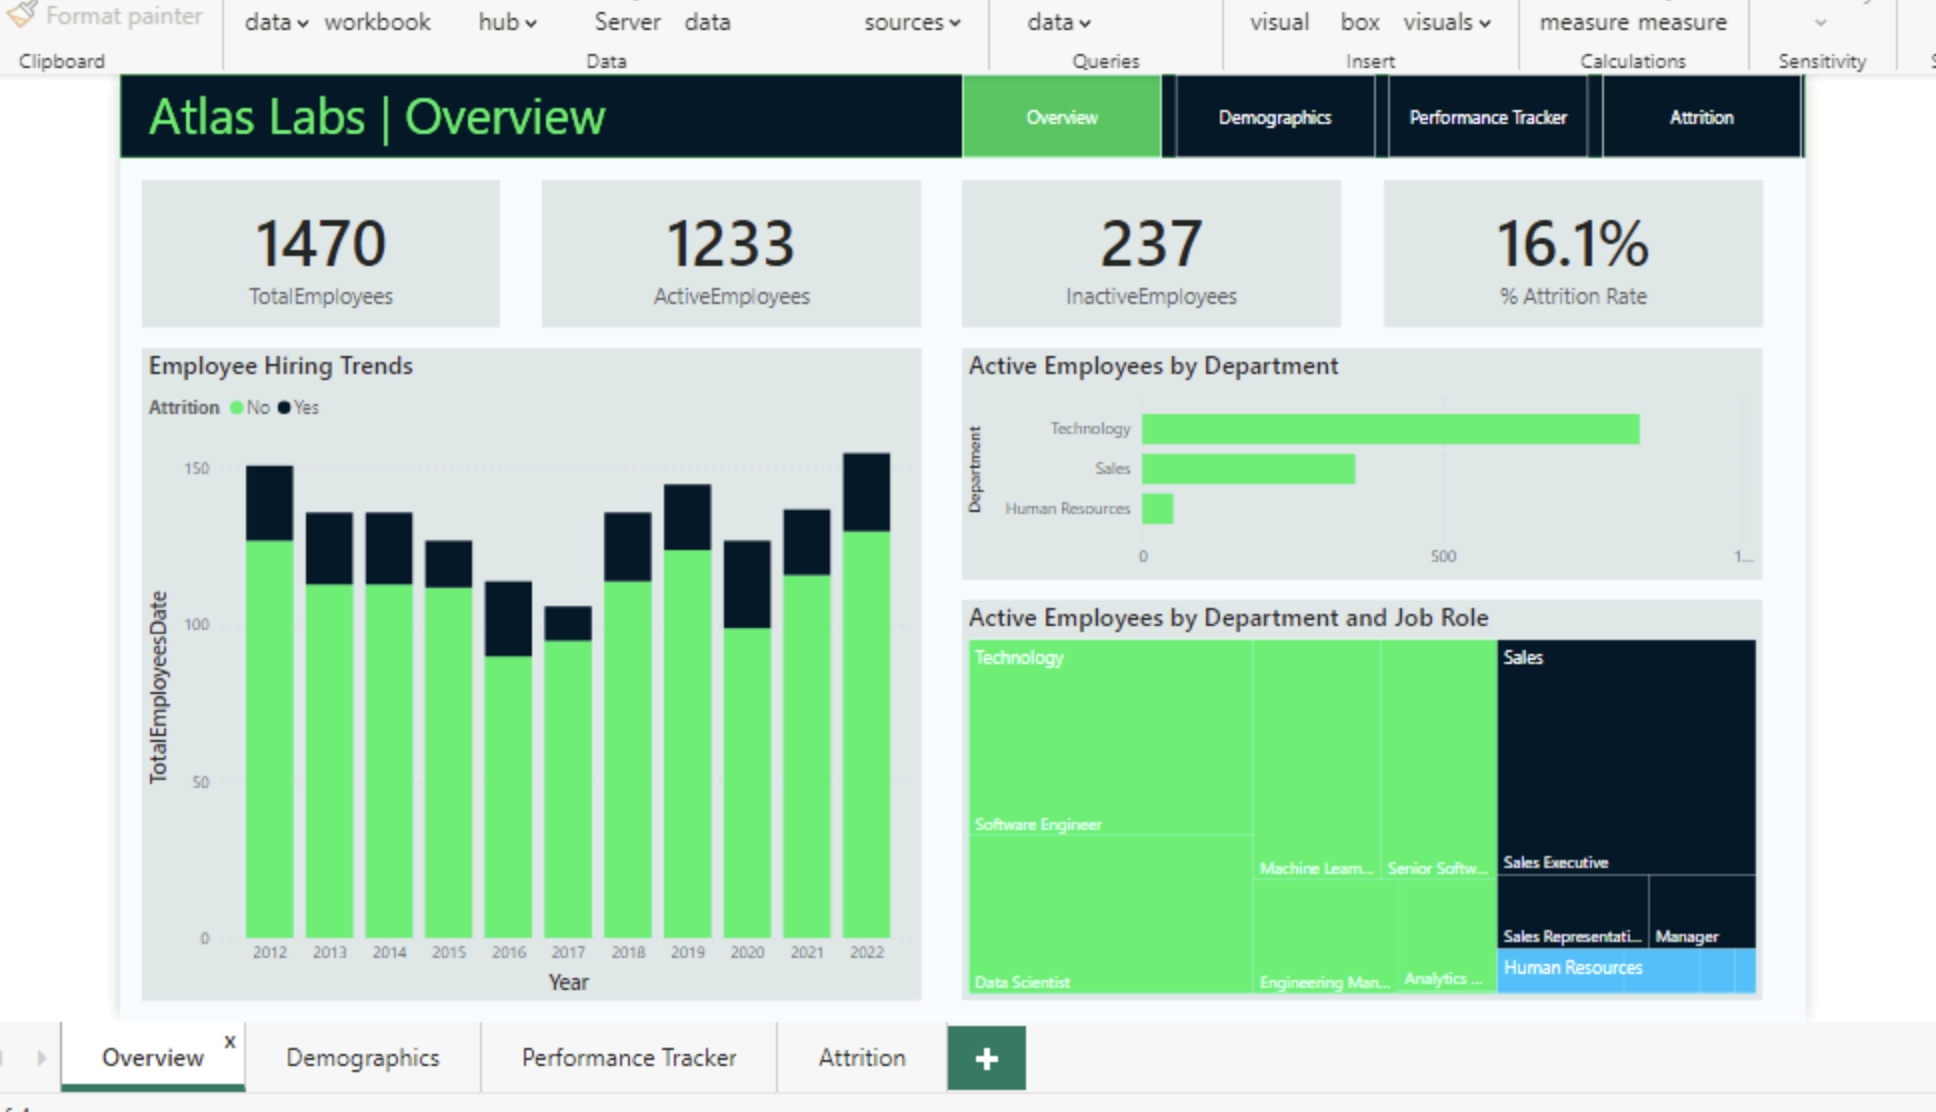 Format painter
data workbook hub Server data sources data visual box visuals measure measure
Clipboard Data Queries Insert Calculations Sensitivity
Atlas Labs | Overview
Overview Demographics Performance Tracker Attrition
1470 1233 237 16.1%
TotalEmployees ActiveEmployees InactiveEmployees % Attrition Rate
Employee Hiring Trends
Attrition No Yes
TotalEmployeesDate
150
100
50
0
2012 2013 2014 2015 2016 2017 2018 2019 2020 2021 2022
Year
Active Employees by Department
Department
Technology
Sales
Human Resources
0 500 1...
Active Employees by Department and Job Role
Technology Sales
Software Engineer
Sales Executive
Machine Learn... Senior Softw...
Sales Representati... Manager
Human Resources
Data Scientist Engineering Man... Analytics ...
Overview x Demographics Performance Tracker Attrition +